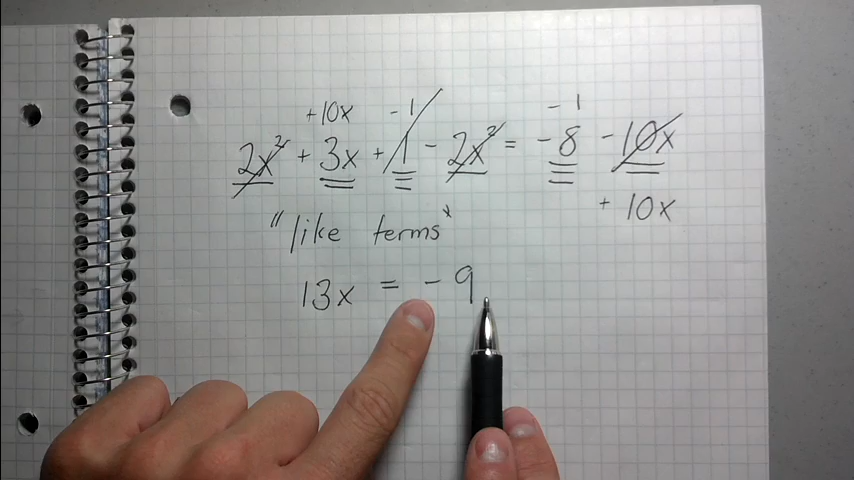 +10x -1 -1
2x² + 3x + 1 - 2x² = -8 - 10x
+ 10x
"like terms"
13x = -9